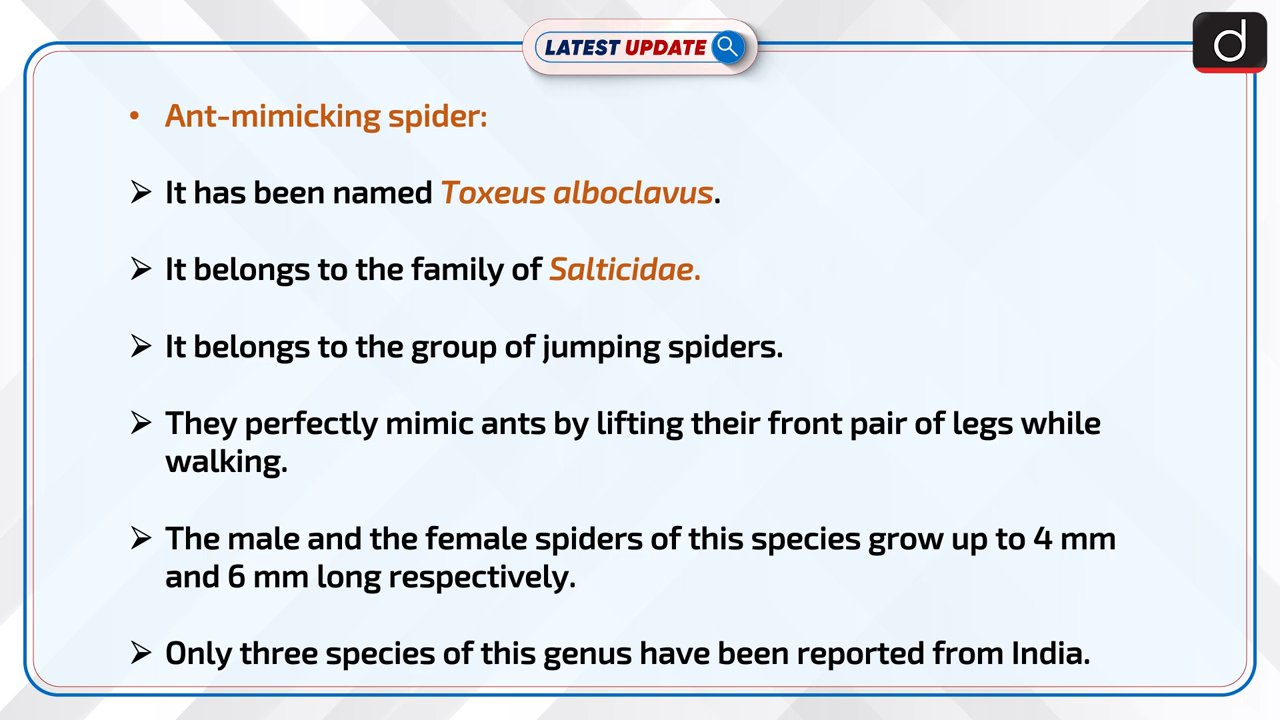 LATEST UPDATE
d
• Ant-mimicking spider:
➢ It has been named Toxeus alboclavus.
➢ It belongs to the family of Salticidae.
➢ It belongs to the group of jumping spiders.
➢ They perfectly mimic ants by lifting their front pair of legs while
walking.
➢ The male and the female spiders of this species grow up to 4 mm
and 6 mm long respectively.
➢ Only three species of this genus have been reported from India.